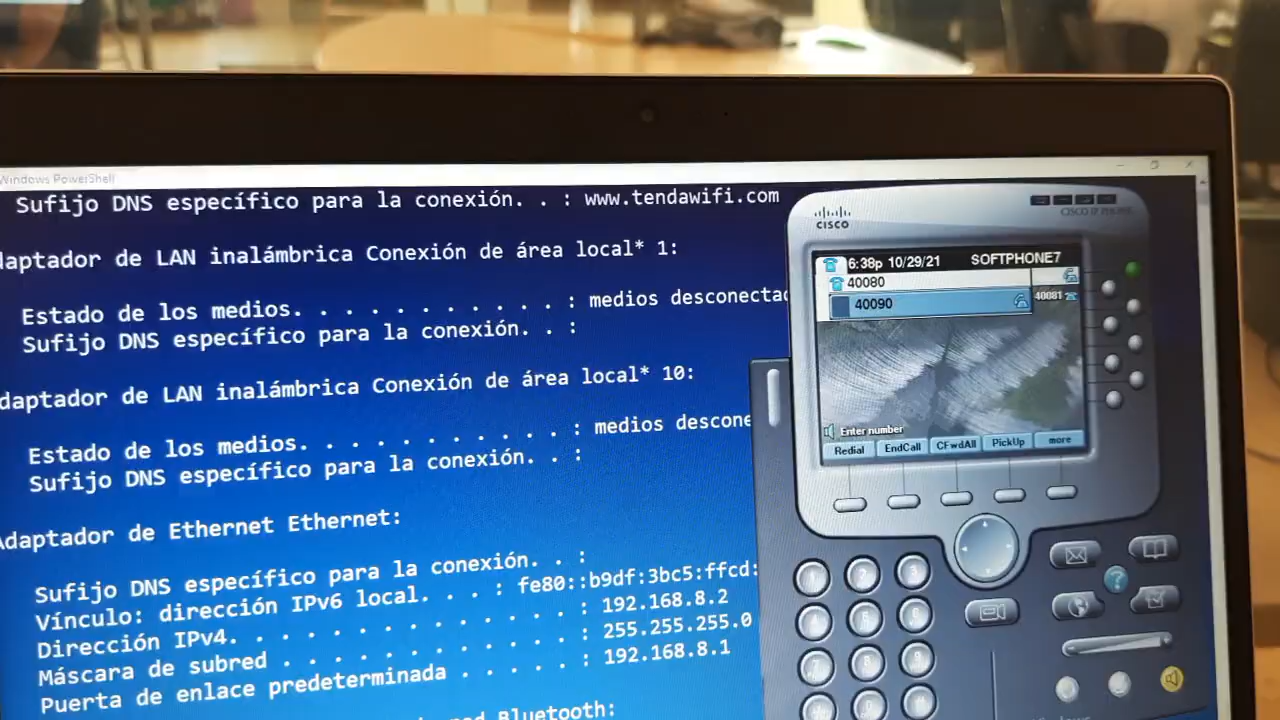 Windows PowerShell
Sufijo DNS específico para la conexión. . : www.tendawifi.com
daptador de LAN inalámbrica Conexión de área local* 1:
Estado de los medios. . . . . . . . . . . : medios desconectad
Sufijo DNS específico para la conexión. . :
daptador de LAN inalámbrica Conexión de área local* 10:
Estado de los medios. . . . . . . . . . . : medios descone
Sufijo DNS específico para la conexión. . :
Adaptador de Ethernet Ethernet:
Sufijo DNS específico para la conexión. . :
Vínculo: dirección IPv6 local. . . : fe80::b9df:3bc5:ffcd:
Dirección IPv4. . . . . . . . . . . . . . : 192.168.8.2
Máscara de subred . . . . . . . . . . . . : 255.255.255.0
Puerta de enlace predeterminada . . . . . : 192.168.8.1
red Bluetooth:
CISCO
CISCO IP PHONE
6:38p 10/29/21 SOFTPHONE7
40080
40090
40081
Enter number
Redial EndCall CFwdAll PickUp more